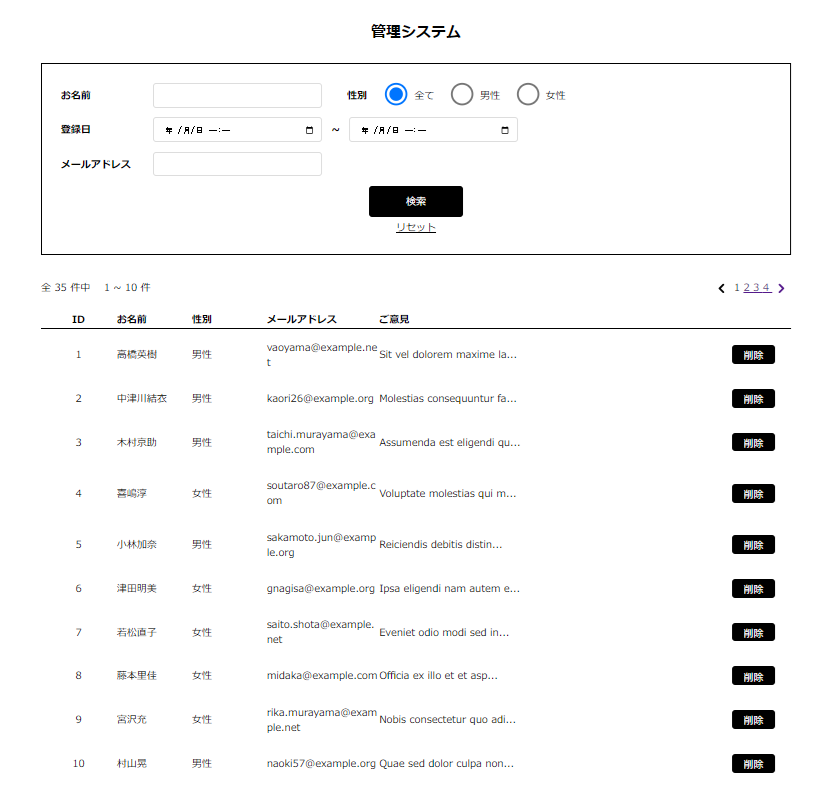 管理システム
お名前 性別 全て 男性 女性
登録日 年 /月/日 --:-- ~ 年 /月/日 --:--
メールアドレス
検索
リセット
全 35 件中 1 ~ 10 件 1 2 3 4
ID お名前 性別 メールアドレス ご意見
1 高橋英樹 男性 vaoyama@example.ne
t Sit vel dolorem maxime la... 削除
2 中津川結衣 男性 kaori26@example.org Molestias consequuntur fa... 削除
3 木村京助 男性 taichi.murayama@exa
mple.com Assumenda est eligendi qu... 削除
4 喜嶋淳 女性 soutaro87@example.c
om Voluptate molestias qui m... 削除
5 小林加奈 男性 sakamoto.jun@examp
le.org Reiciendis debitis distin... 削除
6 津田明美 女性 gnagisa@example.org Ipsa eligendi nam autem e... 削除
7 若松直子 女性 saito.shota@example.
net Eveniet odio modi sed in... 削除
8 藤本里佳 女性 midaka@example.com Officia ex illo et et asp... 削除
9 宮沢充 女性 rika.murayama@exam
ple.net Nobis consectetur quo adi... 削除
10 村山晃 男性 naoki57@example.org Quae sed dolor culpa non... 削除